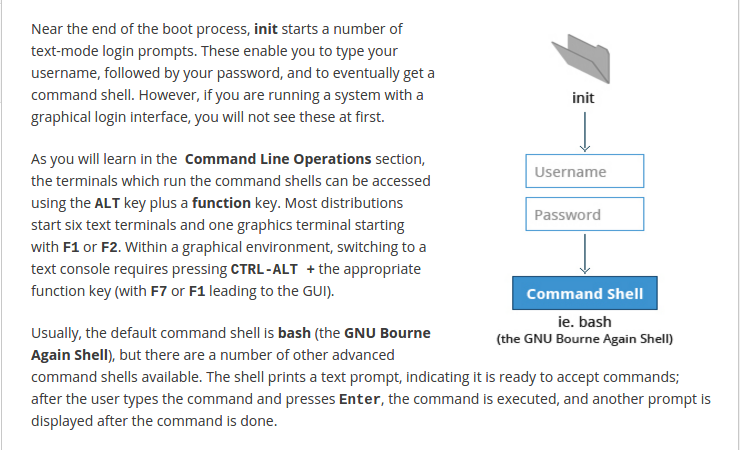 Near the end of the boot process, init starts a number of
text-mode login prompts. These enable you to type your
username, followed by your password, and to eventually get a
command shell. However, if you are running a system with a
graphical login interface, you will not see these at first.
As you will learn in the Command Line Operations section,
the terminals which run the command shells can be accessed
using the ALT key plus a function key. Most distributions
start six text terminals and one graphics terminal starting
with F1 or F2. Within a graphical environment, switching to a
text console requires pressing CTRL-ALT + the appropriate
function key (with F7 or F1 leading to the GUI).
Usually, the default command shell is bash (the GNU Bourne
Again Shell), but there are a number of other advanced
command shells available. The shell prints a text prompt, indicating it is ready to accept commands;
after the user types the command and presses Enter, the command is executed, and another prompt is
displayed after the command is done.
init
Username
Password
Command Shell
ie. bash
(the GNU Bourne Again Shell)